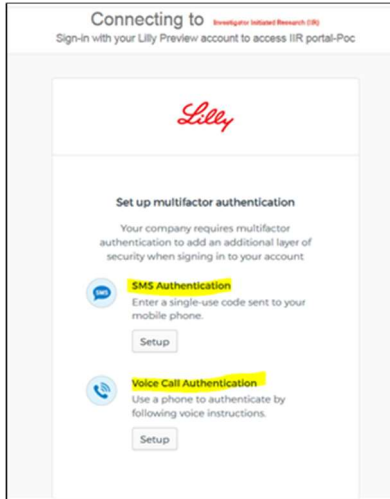 Connecting to Investigator Initiated Research (IIR)
Sign-in with your Lilly Preview account to access IIR portal-Poc
Lilly
Set up multifactor authentication
Your company requires multifactor
authentication to add an additional layer of
security when signing in to your account
SMS
SMS Authentication
Enter a single-use code sent to your
mobile phone.
Setup
Voice Call Authentication
Use a phone to authenticate by
following voice instructions.
Setup